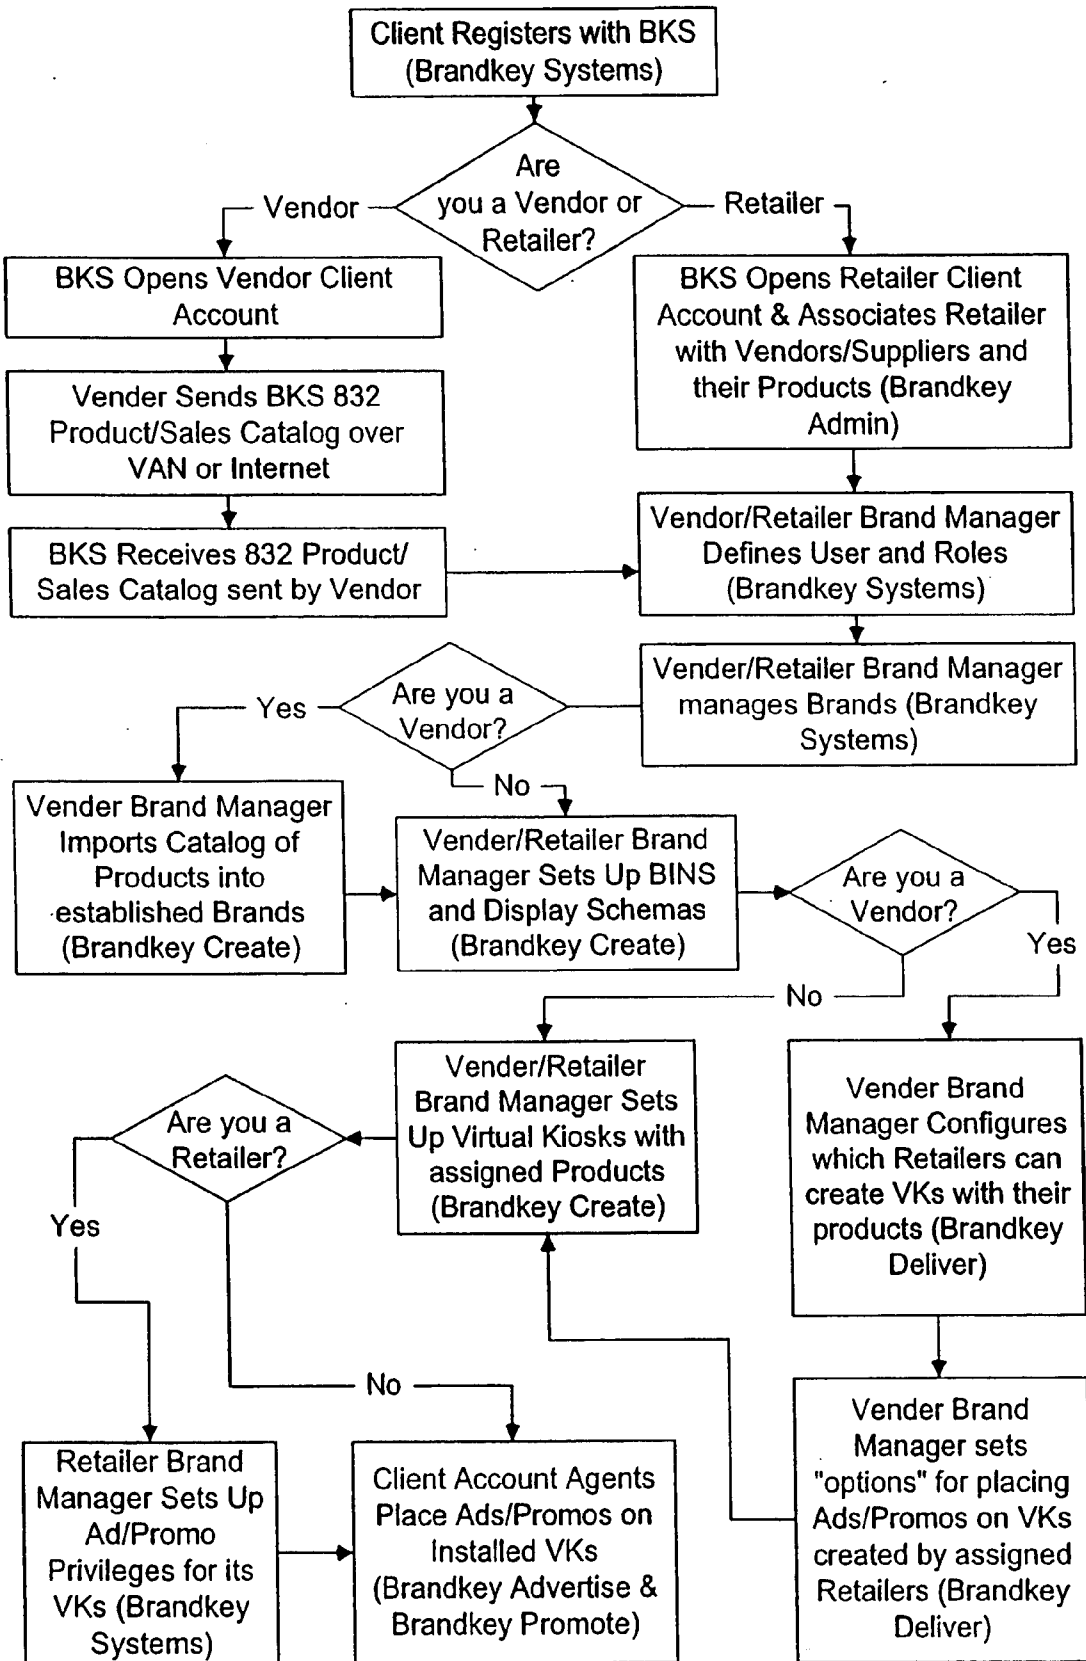 Client Registers with BKS
(Brandkey Systems)
Are
you a Vendor or
Retailer?
Vendor
Retailer
BKS Opens Vendor Client
Account
BKS Opens Retailer Client
Account & Associates Retailer
with Vendors/Suppliers and
their Products (Brandkey
Admin)
Vender Sends BKS 832
Product/Sales Catalog over
VAN or Internet
BKS Receives 832 Product/
Sales Catalog sent by Vendor
Vendor/Retailer Brand Manager
Defines User and Roles
(Brandkey Systems)
Vender/Retailer Brand Manager
manages Brands (Brandkey
Systems)
Are you a
Vendor?
Yes
No
Vender Brand Manager
Imports Catalog of
Products into
established Brands
(Brandkey Create)
Vender/Retailer Brand
Manager Sets Up BINS
and Display Schemas
(Brandkey Create)
Are you a
Vendor?
Yes
No
Vender/Retailer
Brand Manager Sets
Up Virtual Kiosks with
assigned Products
(Brandkey Create)
Vender Brand
Manager Configures
which Retailers can
create VKs with their
products (Brandkey
Deliver)
Are you a
Retailer?
Yes
No
Retailer Brand
Manager Sets Up
Ad/Promo
Privileges for its
VKs (Brandkey
Systems)
Client Account Agents
Place Ads/Promos on
Installed VKs
(Brandkey Advertise &
Brandkey Promote)
Vender Brand
Manager sets
"options" for placing
Ads/Promos on VKs
created by assigned
Retailers (Brandkey
Deliver)